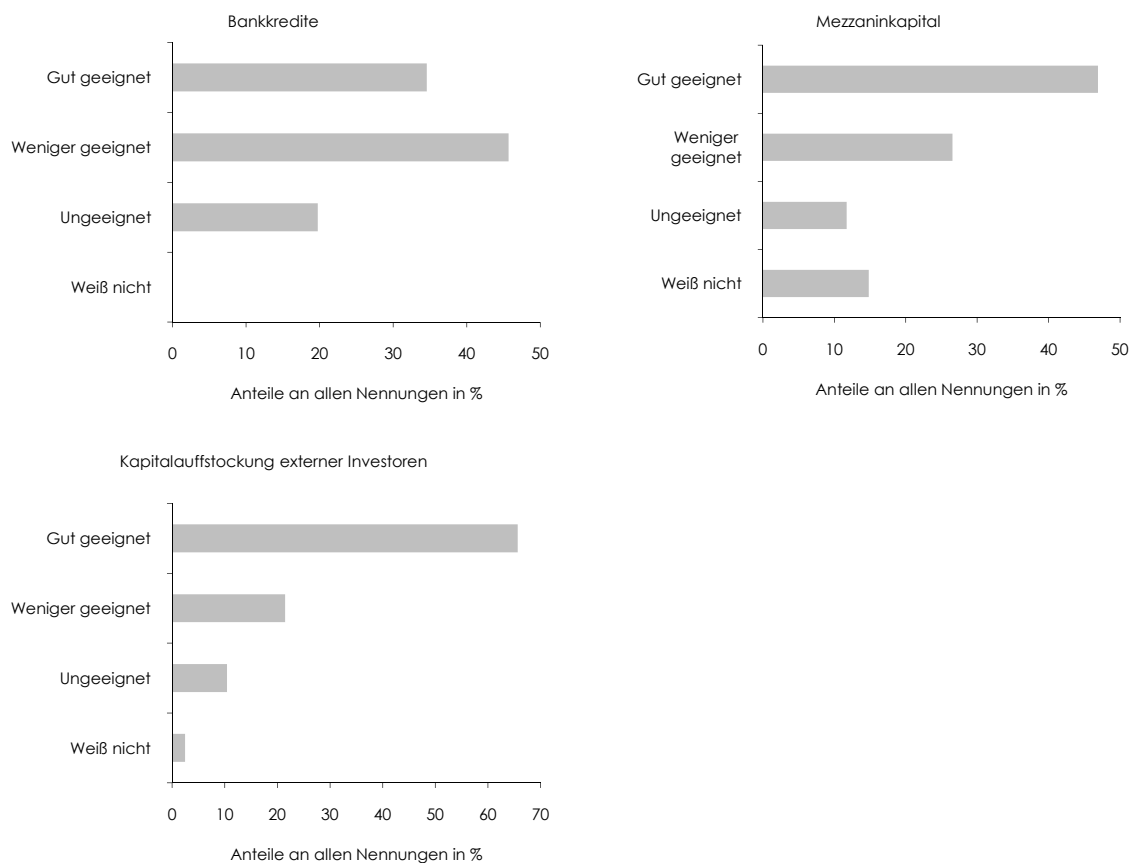 Bankkredite
Gut geeignet
Weniger geeignet
Ungeeignet
Weiß nicht
0 10 20 30 40 50
Anteile an allen Nennungen in %
Mezzaninkapital
Gut geeignet
Weniger
geeignet
Ungeeignet
Weiß nicht
0 10 20 30 40 50
Anteile an allen Nennungen in %
Kapitalauffstockung externer Investoren
Gut geeignet
Weniger geeignet
Ungeeignet
Weiß nicht
0 10 20 30 40 50 60 70
Anteile an allen Nennungen in %